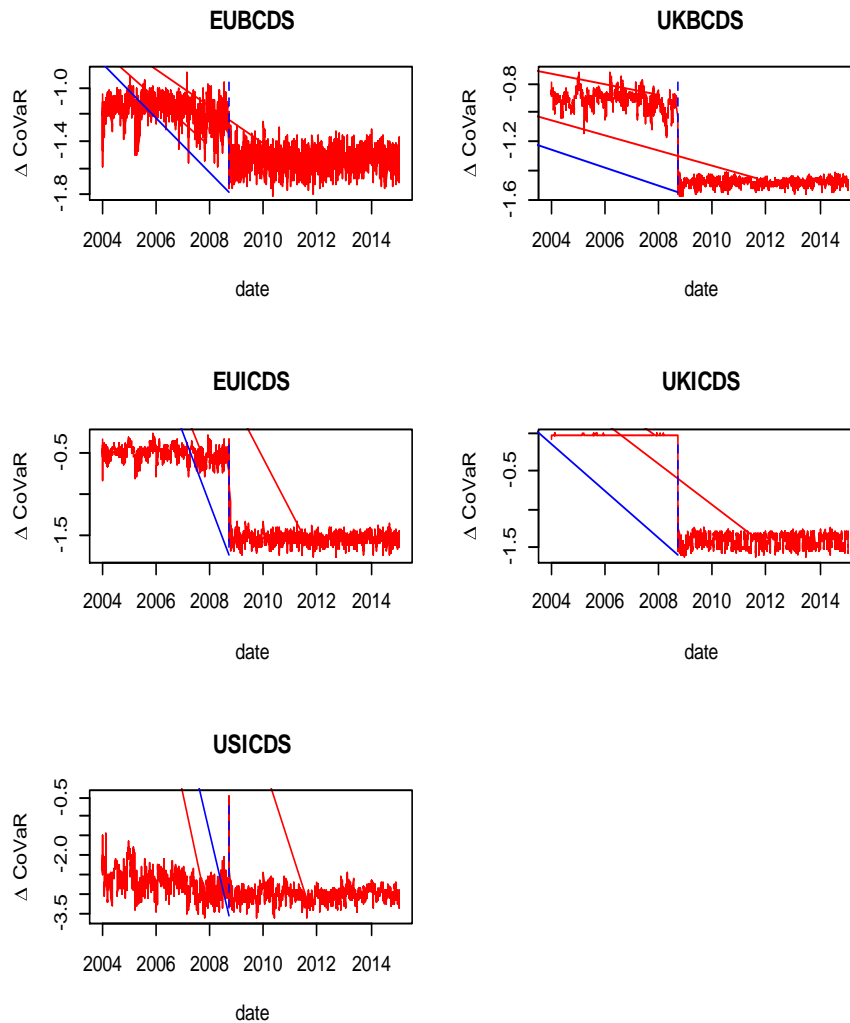 EUBCDS
Δ CoVaR
-1.0
-1.4
-1.8
2004 2006 2008 2010 2012 2014
date
UKBCDS
Δ CoVaR
-0.8
-1.2
-1.6
2004 2006 2008 2010 2012 2014
date
EUICDS
Δ CoVaR
-0.5
-1.5
2004 2006 2008 2010 2012 2014
date
UKICDS
Δ CoVaR
-0.5
-1.5
2004 2006 2008 2010 2012 2014
date
USICDS
Δ CoVaR
-0.5
-2.0
-3.5
2004 2006 2008 2010 2012 2014
date